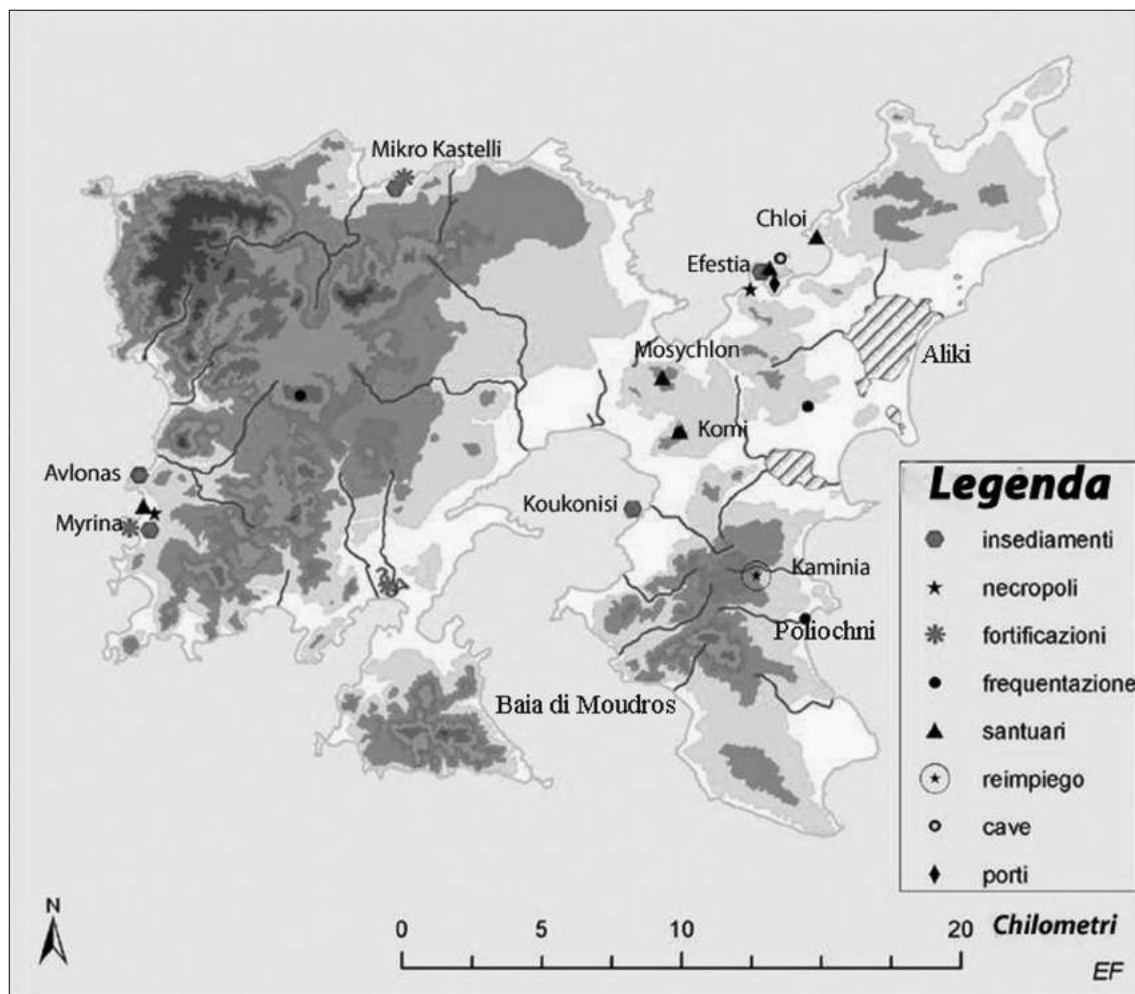 Mikro Kastelli
Chloi
Efestia
Mosychlon
Aliki
Komi
Avlonas
Koukonisi
Myrina
Kaminia
Poliochni
Baia di Moudros
Legenda
insediamenti
necropoli
fortificazioni
frequentazione
santuari
reimpiego
cave
porti
N
0 5 10 20 Chilometri
EF